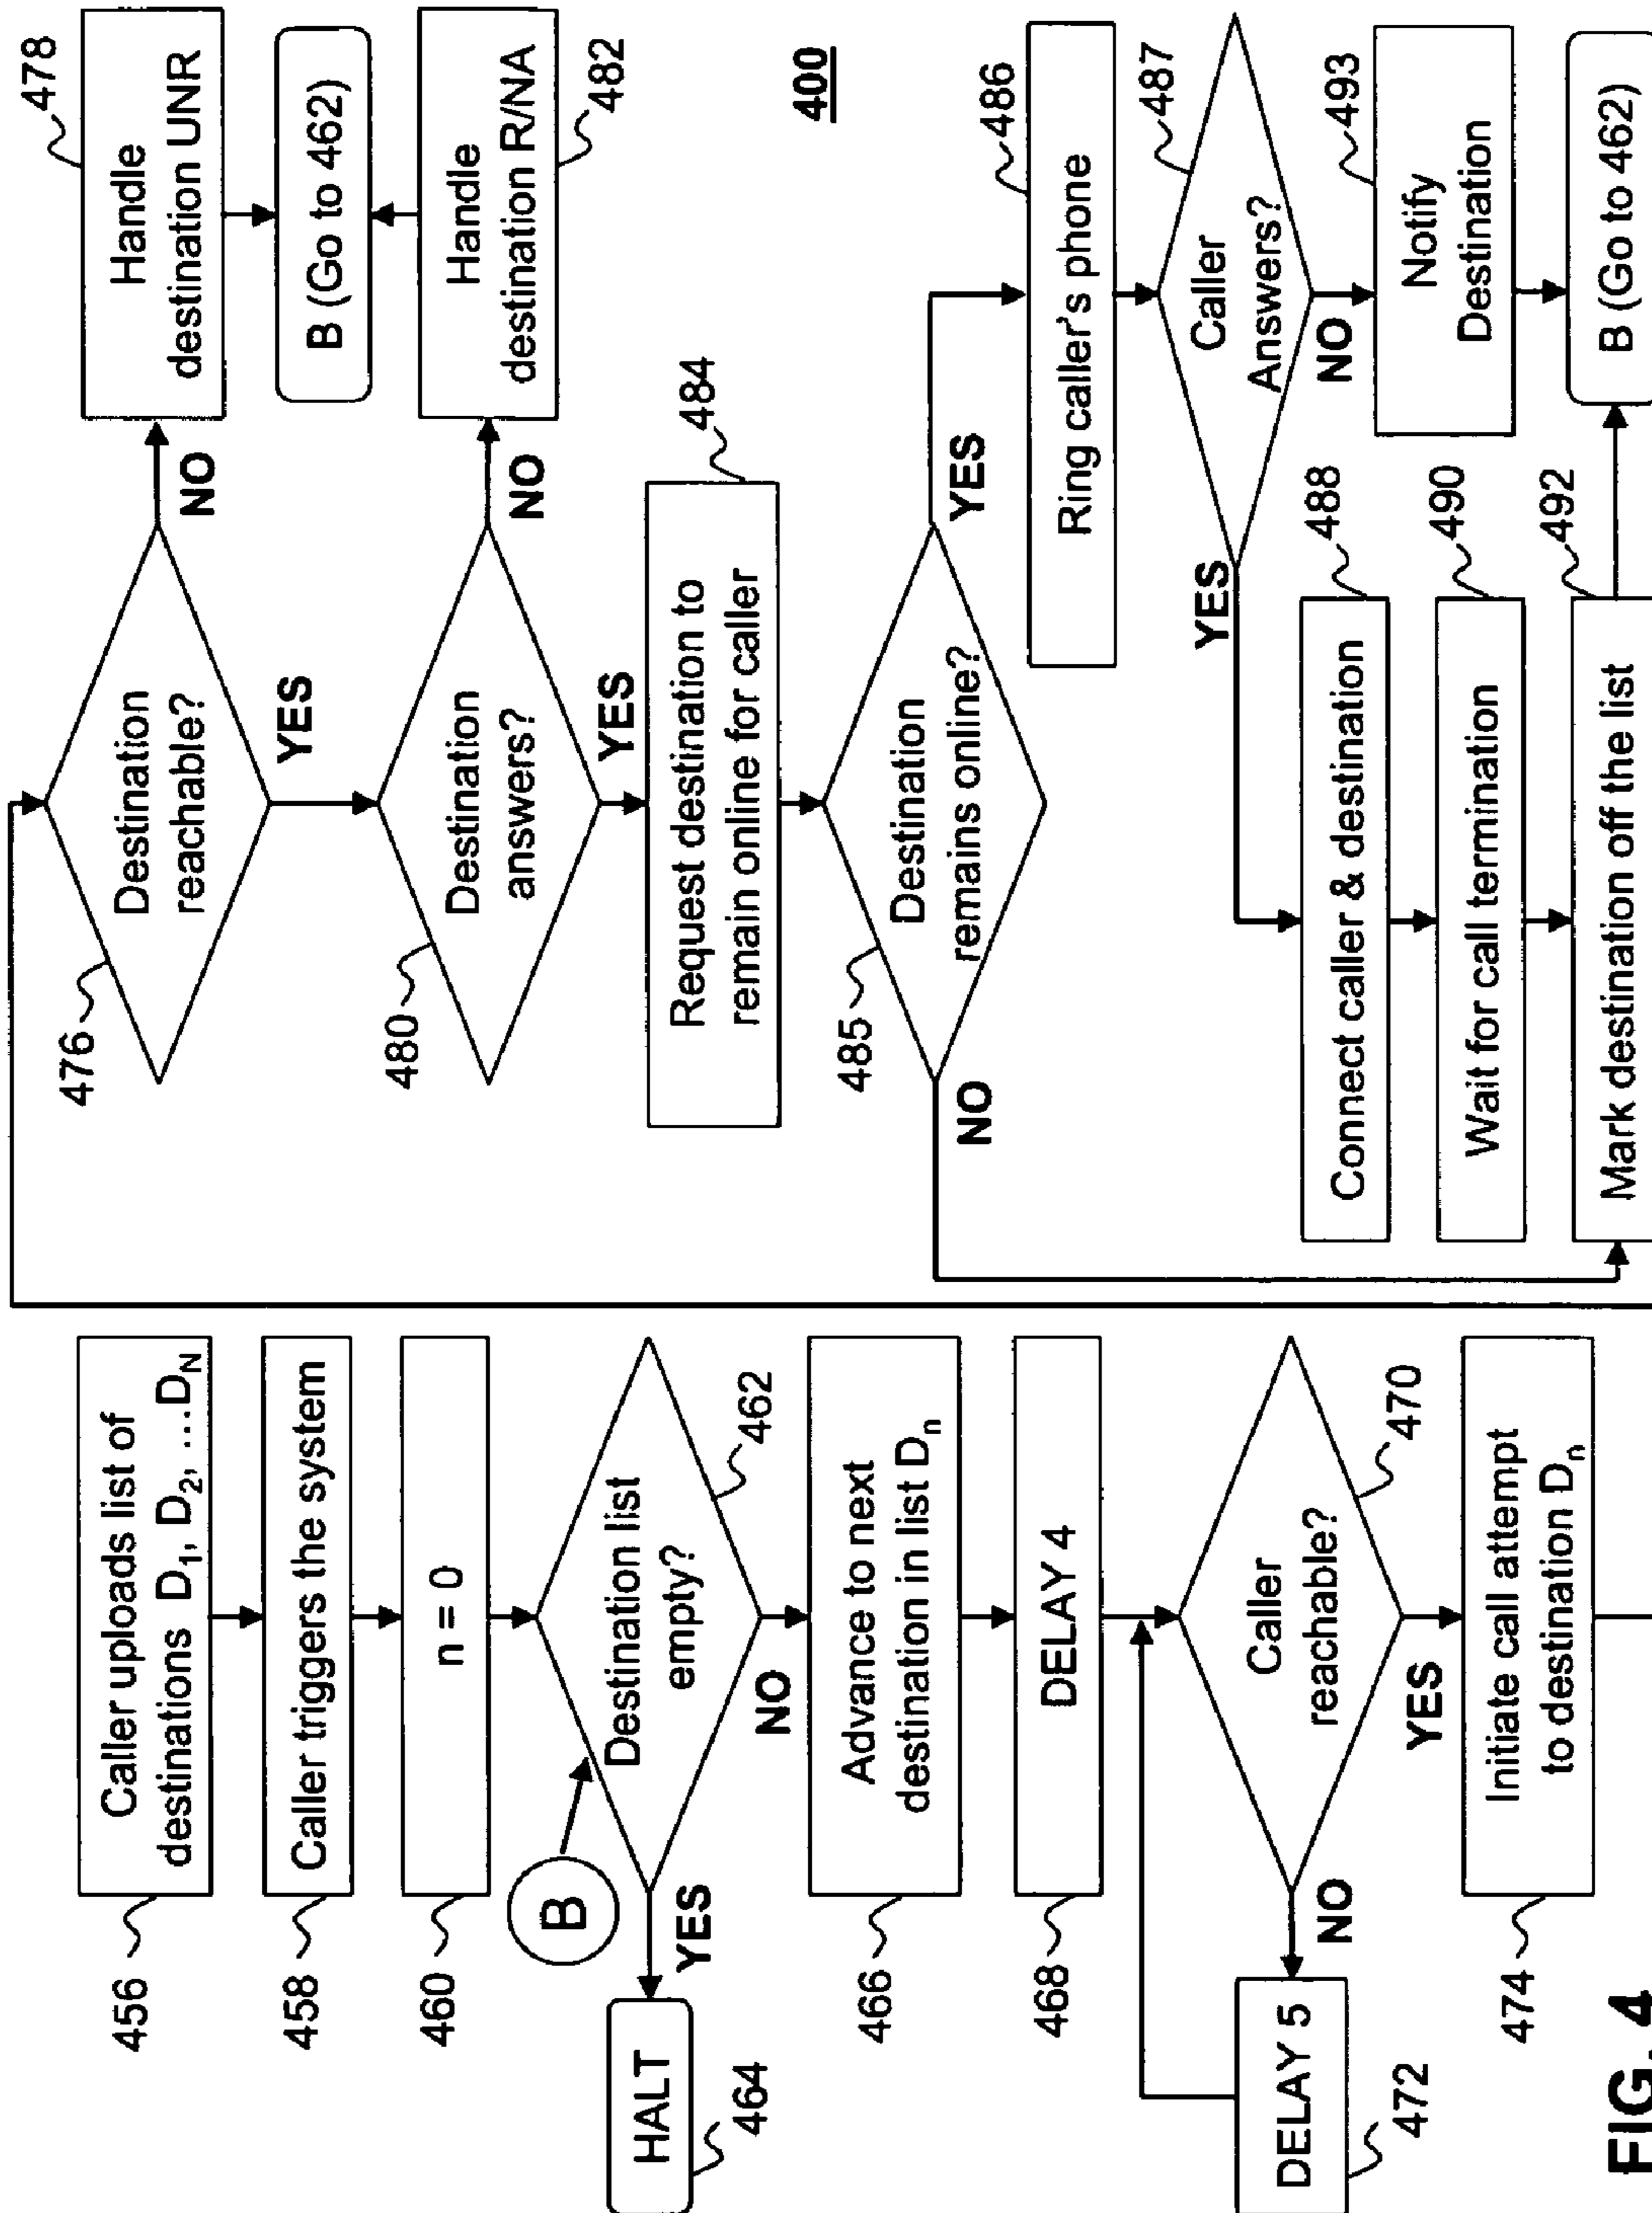 456
Caller uploads list of
destinations D1, D2, ...DN
458
Caller triggers the system
460
n = 0
B
Destination list
empty?
462
YES
HALT
464
NO
466
Advance to next
destination in list Dn
468
DELAY 4
Caller
reachable?
470
NO
DELAY 5
472
YES
474
Initiate call attempt
to destination Dn
FIG. 4
476
Destination
reachable?
NO
Handle
destination UNR
478
B (Go to 462)
YES
480
Destination
answers?
NO
Handle
destination R/NA
482
YES
Request destination to
remain online for caller
484
400
485
Destination
remains online?
NO
YES
Ring caller's phone
486
Caller
Answers?
487
YES
NO
Connect caller & destination
488
Wait for call termination
490
Mark destination off the list
492
Notify
Destination
493
B (Go to 462)